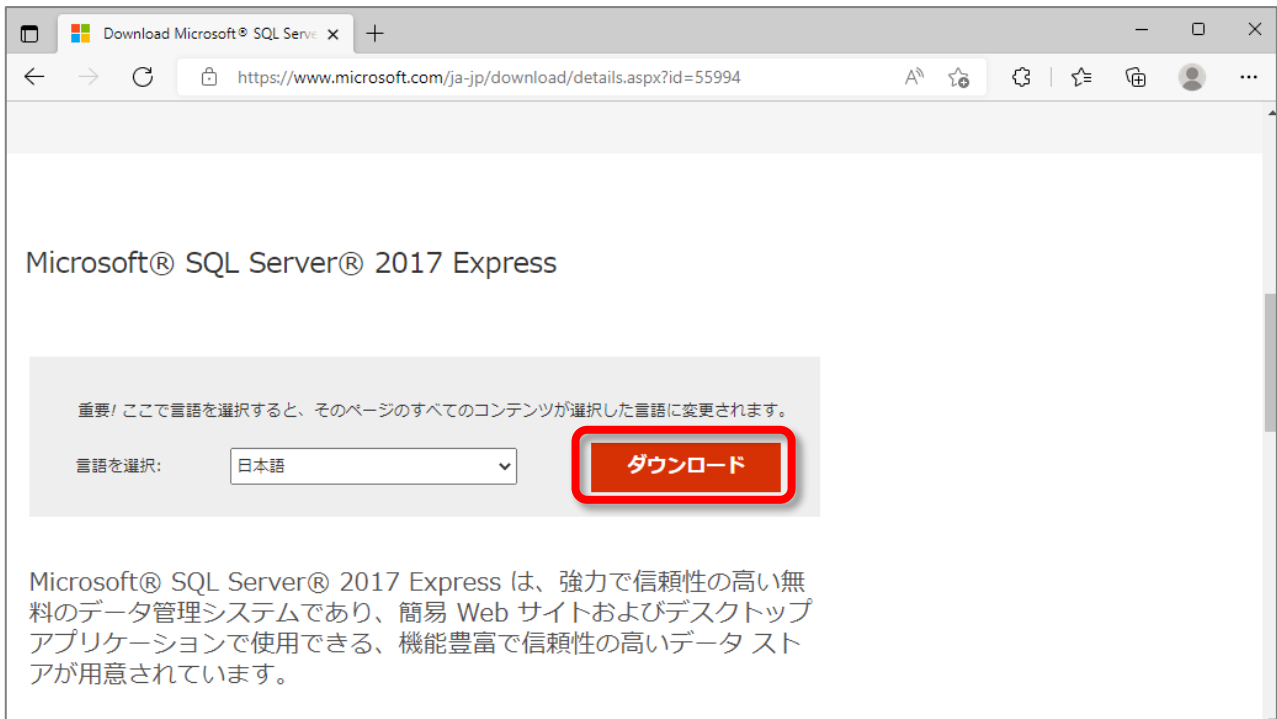 Download Microsoft® SQL Serve
https://www.microsoft.com/ja-jp/download/details.aspx?id=55994
Microsoft® SQL Server® 2017 Express
重要! ここで言語を選択すると、そのページのすべてのコンテンツが選択した言語に変更されます。
言語を選択:
日本語
ダウンロード
Microsoft® SQL Server® 2017 Express は、強力で信頼性の高い無
料のデータ管理システムであり、簡易 Web サイトおよびデスクトップ
アプリケーションで使用できる、機能豊富で信頼性の高いデータ スト
アが用意されています。